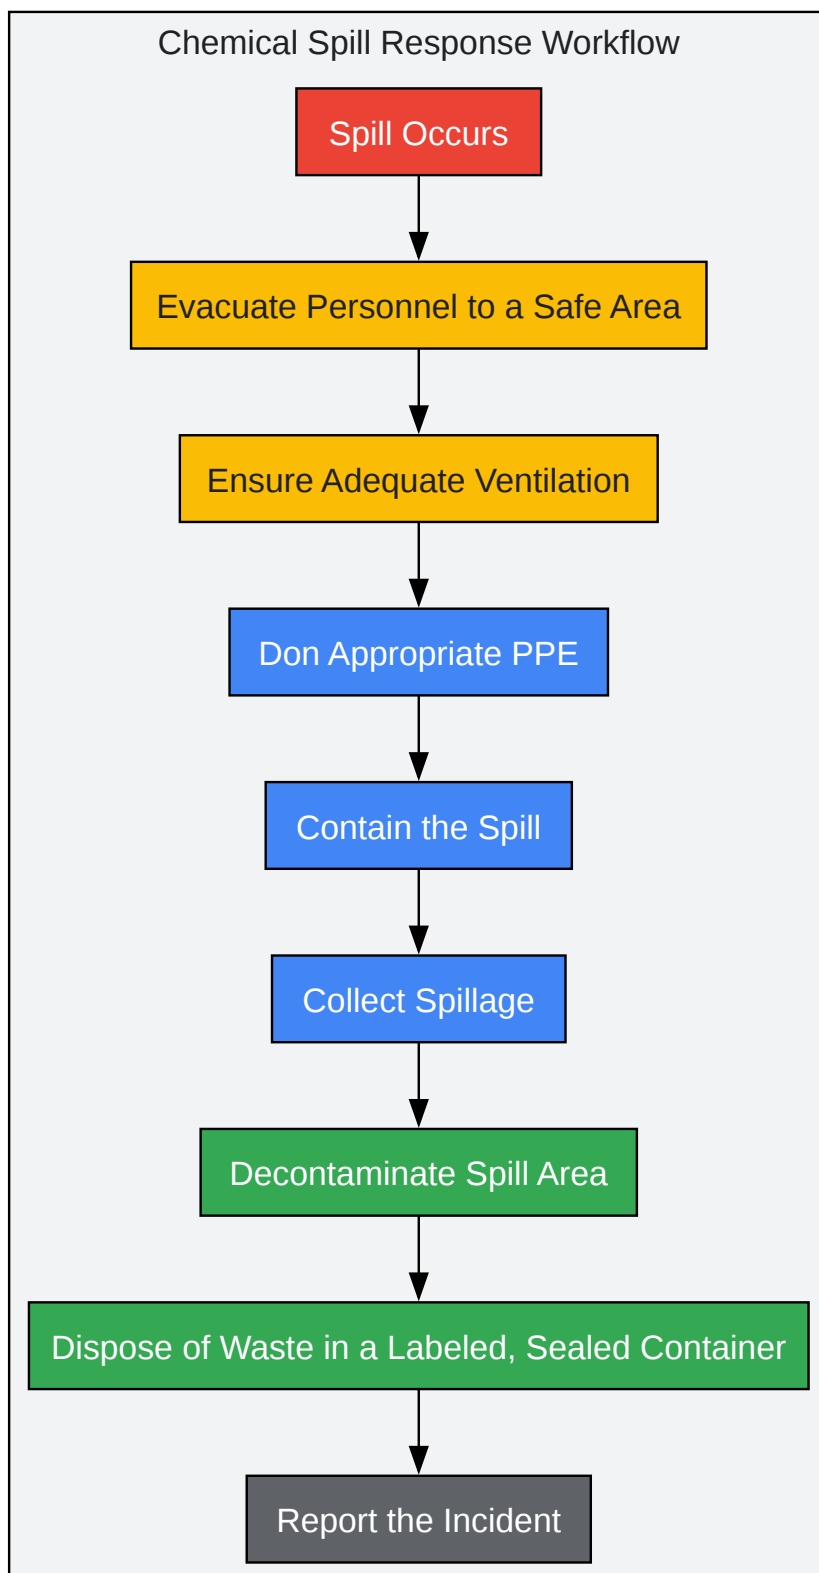 Chemical Spill Response Workflow
Spill Occurs
Evacuate Personnel to a Safe Area
Ensure Adequate Ventilation
Don Appropriate PPE
Contain the Spill
Collect Spillage
Decontaminate Spill Area
Dispose of Waste in a Labeled, Sealed Container
Report the Incident